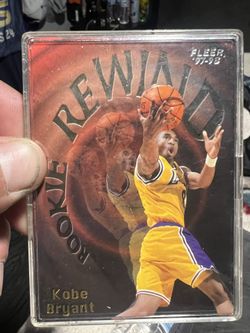 FLEER
'97-98
ROOKIE
REWIND
Kobe
Bryant